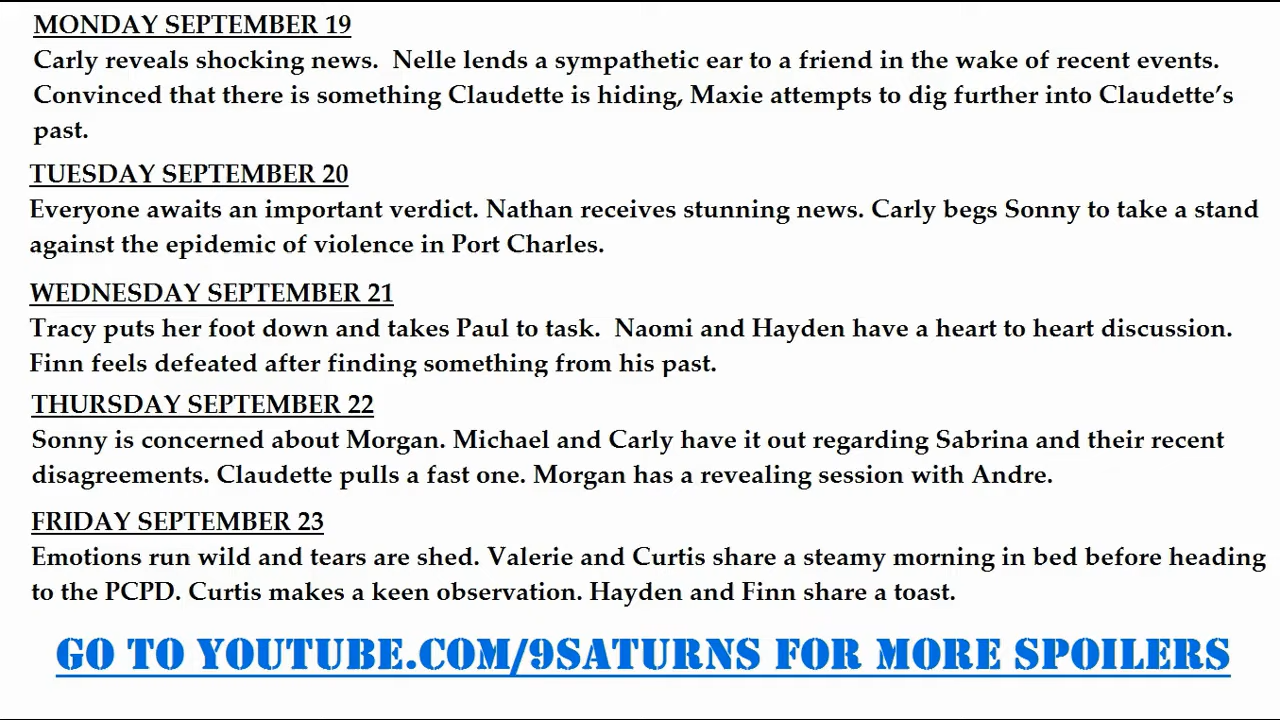 MONDAY SEPTEMBER 19
Carly reveals shocking news.  Nelle lends a sympathetic ear to a friend in the wake of recent events.
Convinced that there is something Claudette is hiding, Maxie attempts to dig further into Claudette’s
past.
TUESDAY SEPTEMBER 20
Everyone awaits an important verdict. Nathan receives stunning news. Carly begs Sonny to take a stand
against the epidemic of violence in Port Charles.
WEDNESDAY SEPTEMBER 21
Tracy puts her foot down and takes Paul to task.  Naomi and Hayden have a heart to heart discussion.
Finn feels defeated after finding something from his past.
THURSDAY SEPTEMBER 22
Sonny is concerned about Morgan. Michael and Carly have it out regarding Sabrina and their recent
disagreements. Claudette pulls a fast one. Morgan has a revealing session with Andre.
FRIDAY SEPTEMBER 23
Emotions run wild and tears are shed. Valerie and Curtis share a steamy morning in bed before heading
to the PCPD. Curtis makes a keen observation. Hayden and Finn share a toast.
GO TO YOUTUBE.COM/9SATURNS FOR MORE SPOILERS